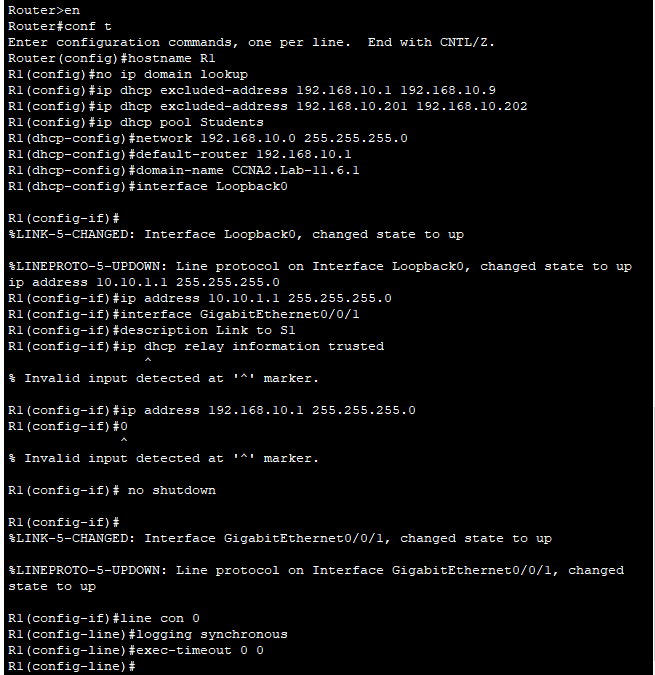 Router>en
Router#conf t
Enter configuration commands, one per line.  End with CNTL/Z.
Router(config)#hostname R1
R1(config)#no ip domain lookup
R1(config)#ip dhcp excluded-address 192.168.10.1 192.168.10.9
R1(config)#ip dhcp excluded-address 192.168.10.201 192.168.10.202
R1(config)#ip dhcp pool Students
R1(dhcp-config)#network 192.168.10.0 255.255.255.0
R1(dhcp-config)#default-router 192.168.10.1
R1(dhcp-config)#domain-name CCNA2.Lab-11.6.1
R1(dhcp-config)#interface Loopback0
R1(config-if)#
%LINK-5-CHANGED: Interface Loopback0, changed state to up
%LINEPROTO-5-UPDOWN: Line protocol on Interface Loopback0, changed state to up
ip address 10.10.1.1 255.255.255.0
R1(config-if)#ip address 10.10.1.1 255.255.255.0
R1(config-if)#interface GigabitEthernet0/0/1
R1(config-if)#description Link to S1
R1(config-if)#ip dhcp relay information trusted
^
% Invalid input detected at '^' marker.
R1(config-if)#ip address 192.168.10.1 255.255.255.0
R1(config-if)#0
^
% Invalid input detected at '^' marker.
R1(config-if)# no shutdown
R1(config-if)#
%LINK-5-CHANGED: Interface GigabitEthernet0/0/1, changed state to up
%LINEPROTO-5-UPDOWN: Line protocol on Interface GigabitEthernet0/0/1, changed
state to up
R1(config-if)#line con 0
R1(config-line)#logging synchronous
R1(config-line)#exec-timeout 0 0
R1(config-line)#